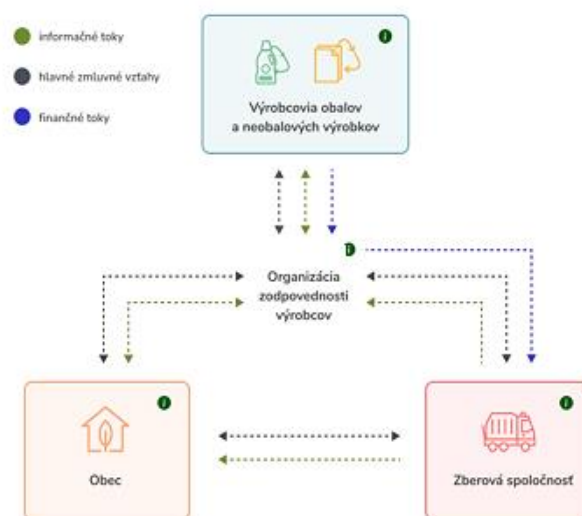 informačné toky
hlavné zmluvné vzťahy
finančné toky
i
Výrobcovia obalov
a neobalových výrobkov
i
Organizácia
zodpovednosti
výrobcov
i
Obec
i
Zberová spoločnosť